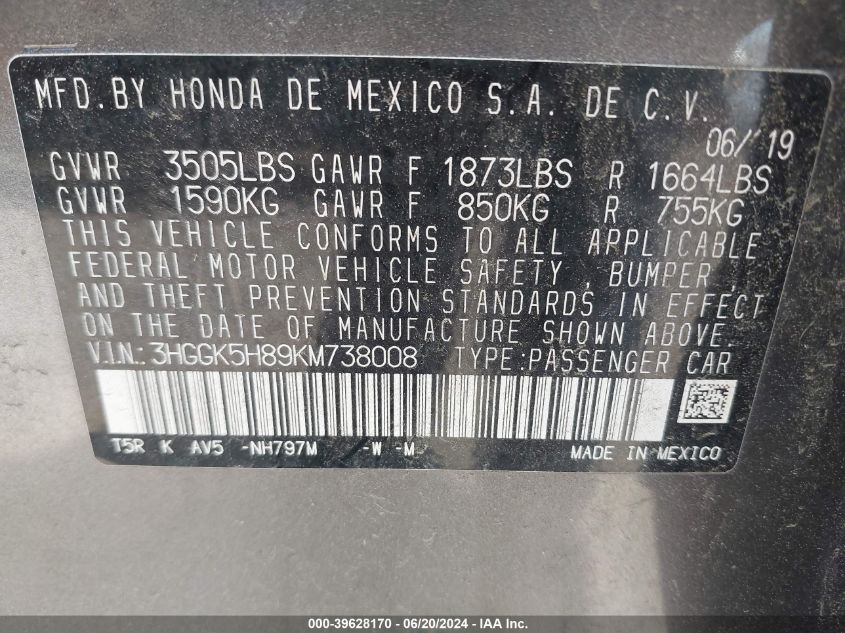 MFD.BY HONDA DE MEXICO S.A. DE C.V.
06/'19
GVWR 3505LBS GAWR F 1873LBS R 1664LBS
GVWR 1590KG GAWR F 850KG R 755KG
THIS VEHICLE CONFORMS TO ALL APPLICABLE
FEDERAL MOTOR VEHICLE SAFETY, BUMPER,
AND THEFT PREVENTION STANDARDS IN EFFECT
ON THE DATE OF MANUFACTURE SHOWN ABOVE.
V.I.N.:3HGGK5H89KM738008 TYPE:PASSENGER CAR
T5R K AV5 -NH797M -W -M MADE IN MEXICO
000-39628170 - 06/20/2024 - IAA Inc.